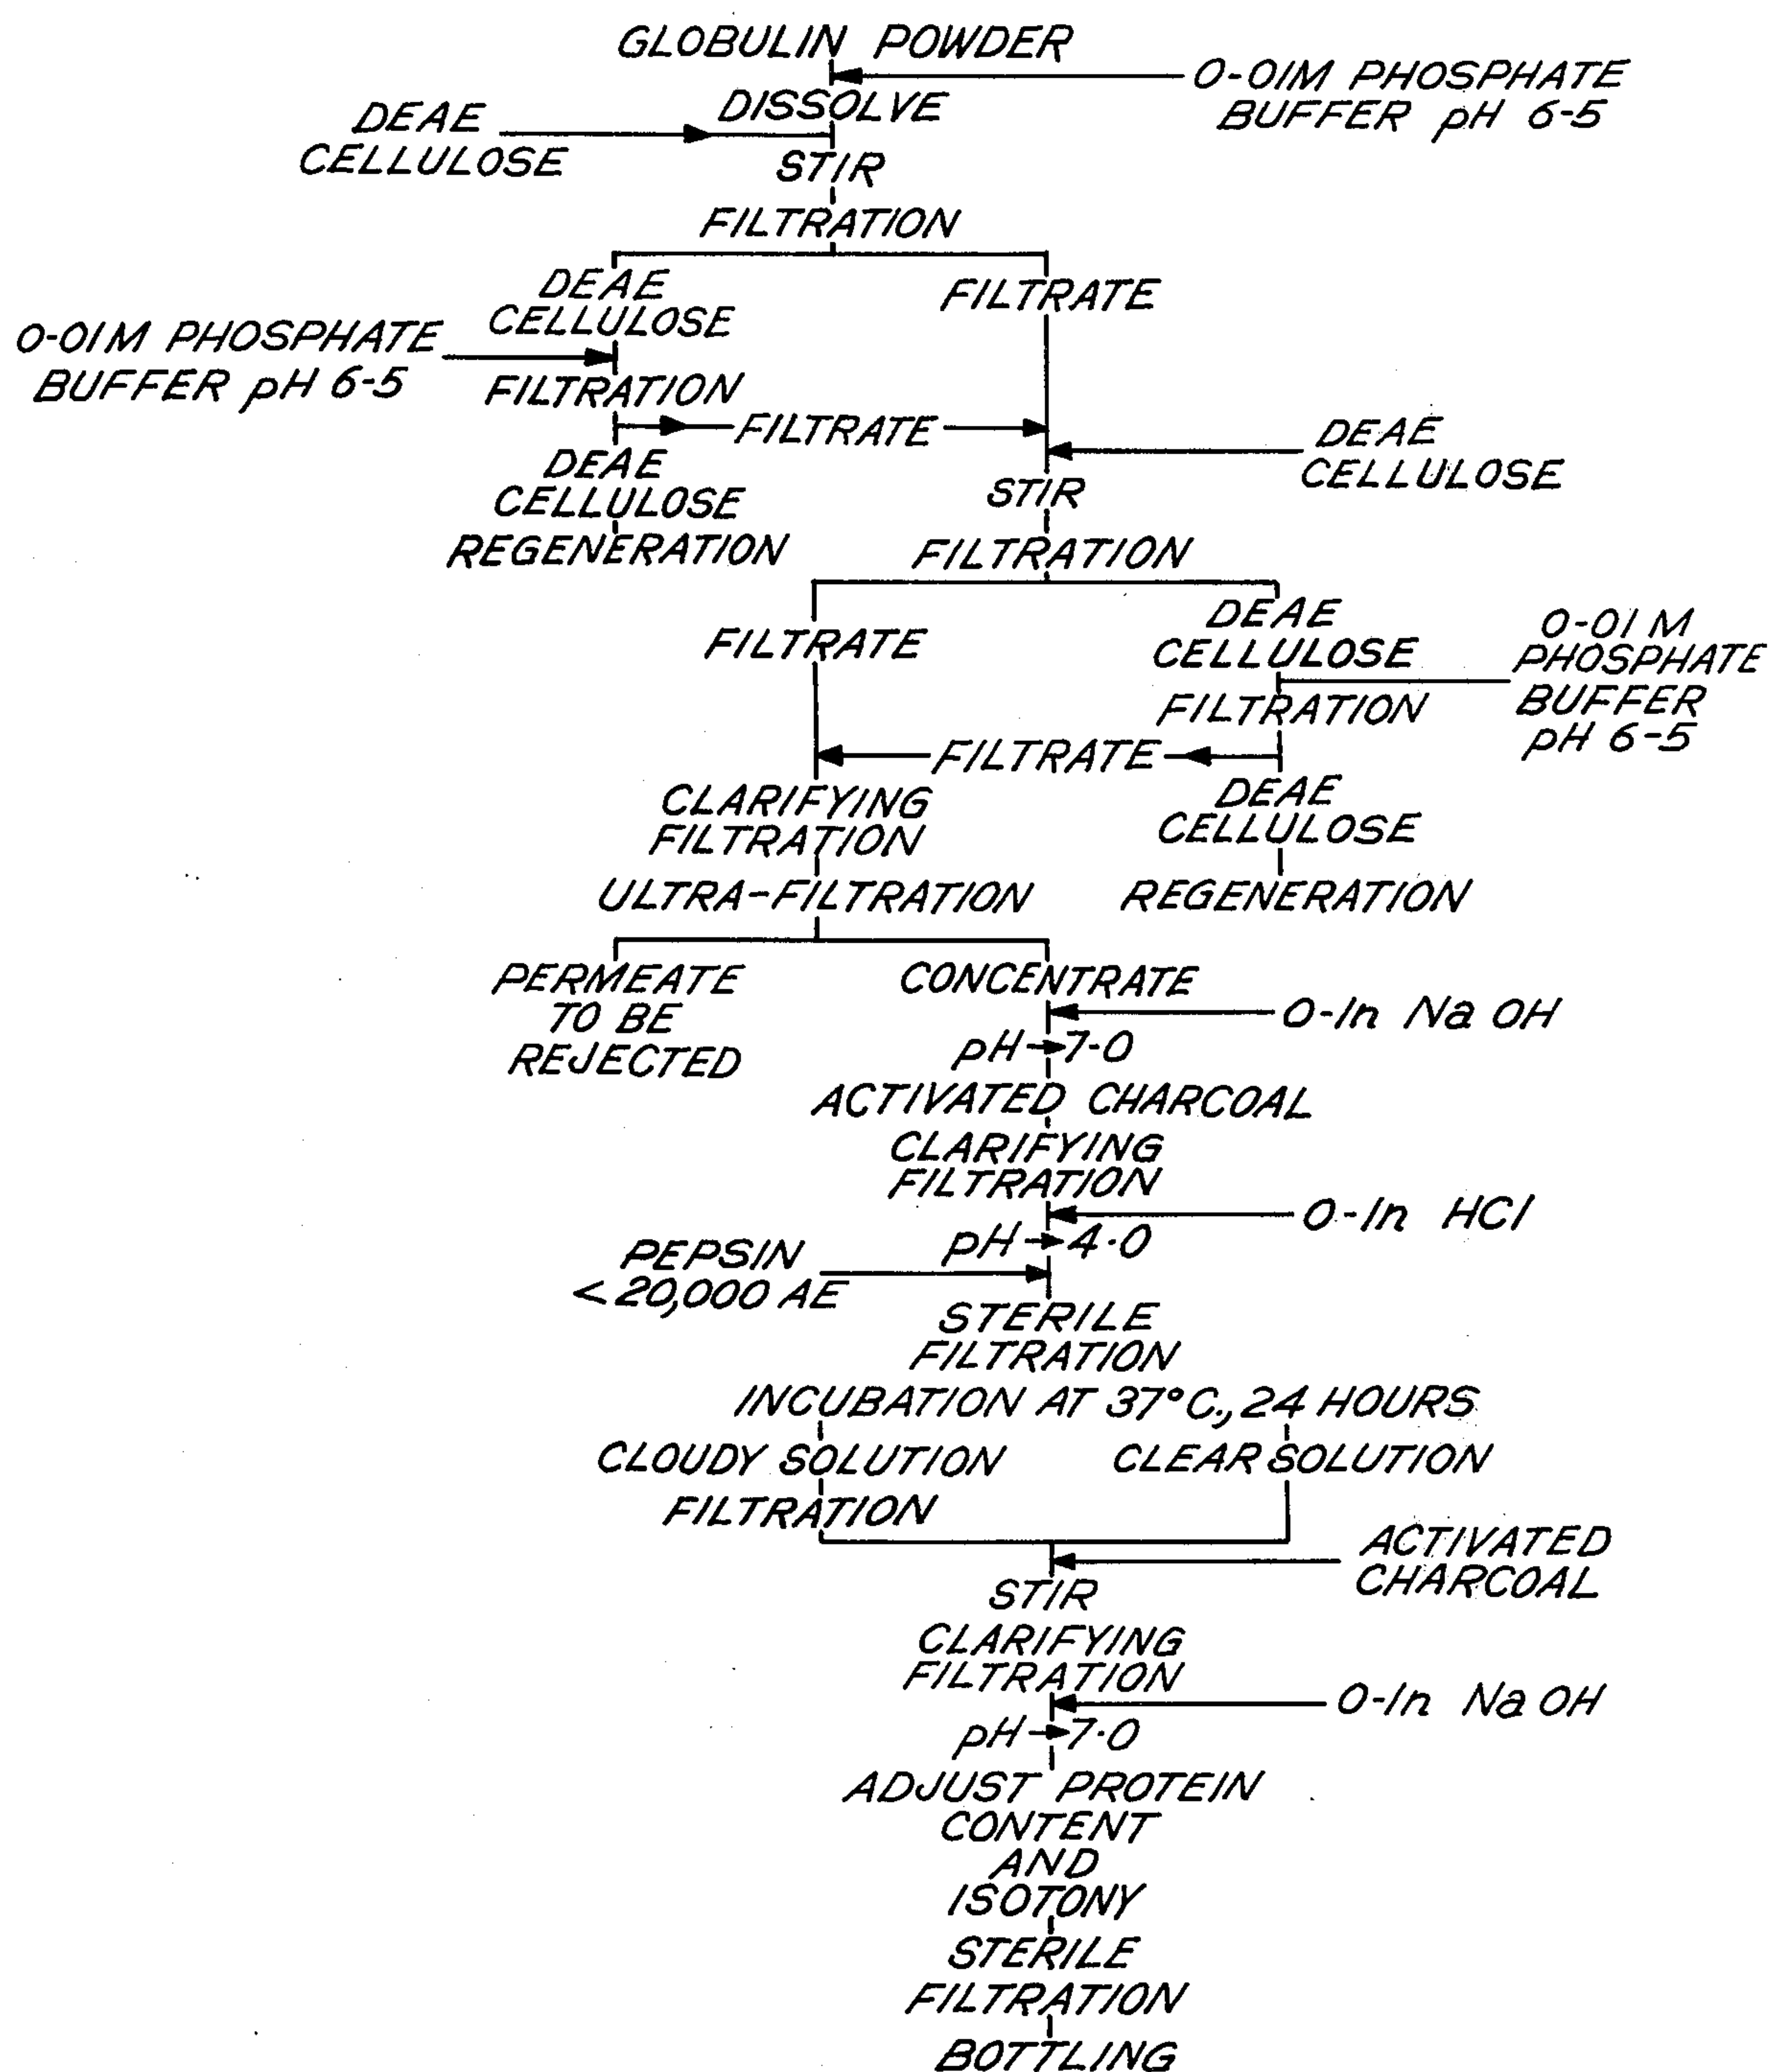 GLOBULIN POWDER
0-01M PHOSPHATE
BUFFER pH 6-5
DISSOLVE
DEAE
CELLULOSE
STIR
FILTRATION
DEAE
CELLULOSE
FILTRATE
0-01M PHOSPHATE
BUFFER pH 6-5
FILTRATION
FILTRATE
DEAE
CELLULOSE
DEAE
CELLULOSE
STIR
REGENERATION
FILTRATION
FILTRATE
DEAE
CELLULOSE
0-01 M
PHOSPHATE
BUFFER
pH 6-5
FILTRATION
FILTRATE
DEAE
CELLULOSE
CLARIFYING
FILTRATION
ULTRA-FILTRATION
REGENERATION
PERMEATE
TO BE
REJECTED
CONCENTRATE
0-1n Na OH
pH→7·0
ACTIVATED CHARCOAL
CLARIFYING
FILTRATION
0-1n HCl
pH→4·0
PEPSIN
<20,000 AE
STERILE
FILTRATION
INCUBATION AT 37°C., 24 HOURS
CLOUDY SOLUTION
CLEAR SOLUTION
FILTRATION
ACTIVATED
CHARCOAL
STIR
CLARIFYING
FILTRATION
0-1n Na OH
pH→7·0
ADJUST PROTEIN
CONTENT
AND
ISOTONY
STERILE
FILTRATION
BOTTLING